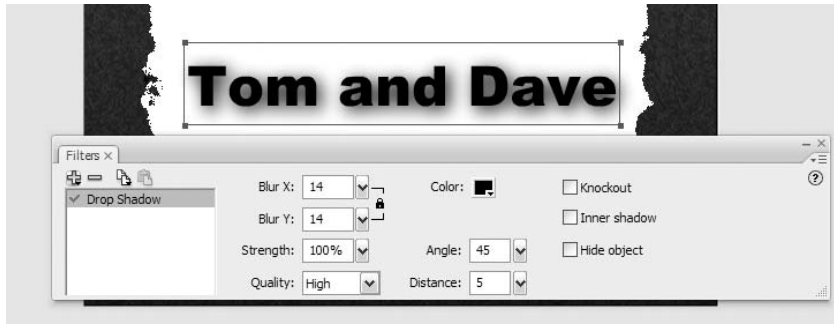 Tom and Dave
Filters ×
Drop Shadow
Blur X: 14 Color: Knockout
Blur Y: 14 Inner shadow
Strength: 100% Angle: 45 Hide object
Quality: High Distance: 5